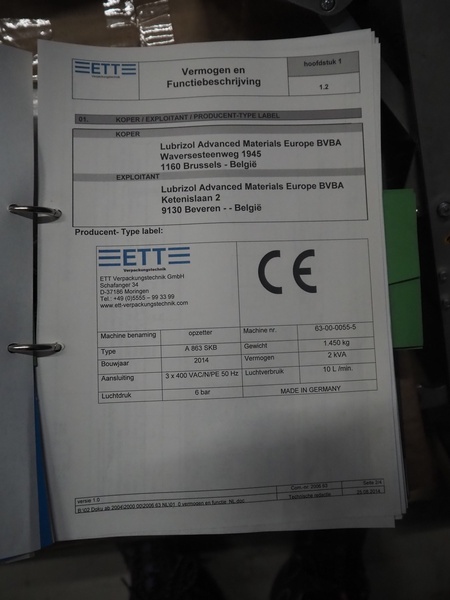 ETT
Vermogen en
Functiebeschrijving
hoofdstuk 1
1.2
01. KOPER / EXPLOITANT / PRODUCENT-TYPE LABEL
KOPER
Lubrizol Advanced Materials Europe BVBA
Waversesteenweg 1945
1160 Brussels - België
EXPLOITANT
Lubrizol Advanced Materials Europe BVBA
Ketenislaan 2
9130 Beveren - - België
Producent- Type label:
ETT
Verpackungstechnik
ETT Verpackungstechnik GmbH
Schafanger 34
D-37186 Moringen
Tel.: +49 (0)5555 – 99 33 99
www.ett-verpackungstechnik.com
CE
Machine benaming opzetter Machine nr. 63-00-0055-5
Type A 863 SKB Gewicht 1.450 kg
Bouwjaar 2014 Vermogen 2 kVA
Aansluiting 3 x 400 VAC/N/PE 50 Hz Luchtverbruik 10 L /min.
Luchtdruk 6 bar MADE IN GERMANY
versie 1.0
Technische redactie